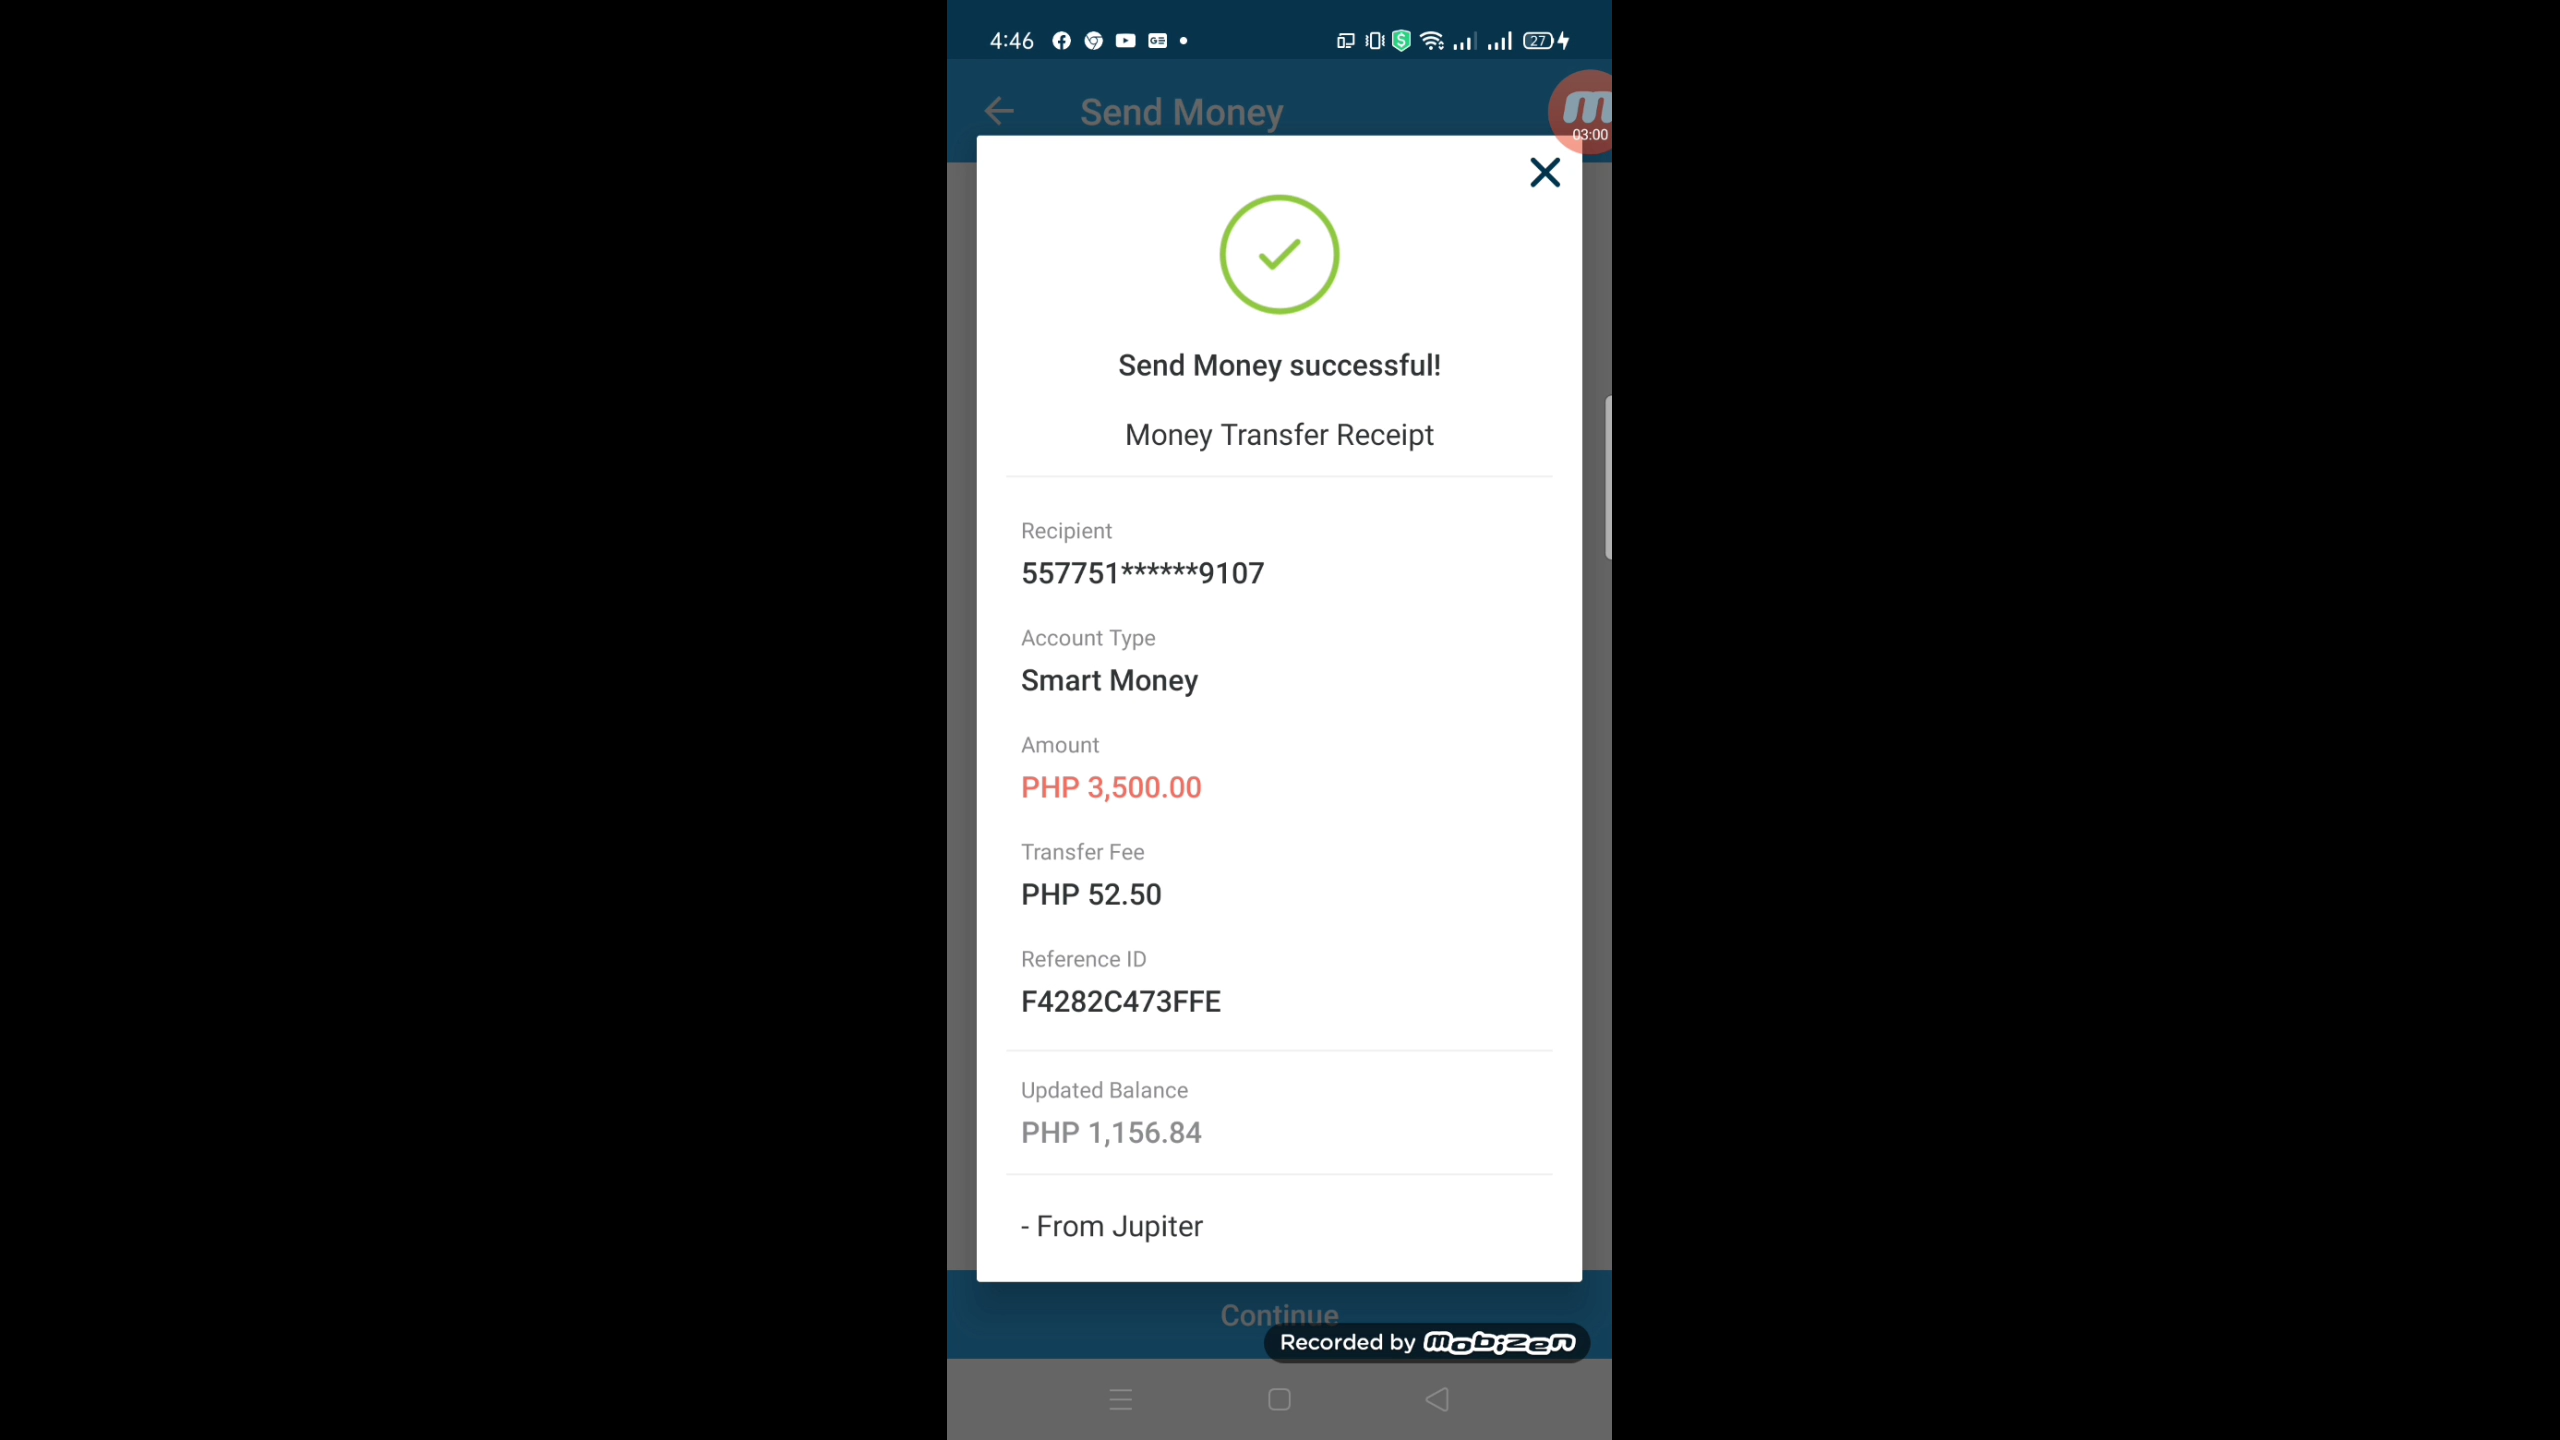 4:46
27
Send Money
03:00
Send Money successful!
Money Transfer Receipt
Recipient
557751******9107
Account Type
Smart Money
Amount
PHP 3,500.00
Transfer Fee
PHP 52.50
Reference ID
F4282C473FFE
Updated Balance
PHP 1,156.84
- From Jupiter
Continue
Recorded by mobizen